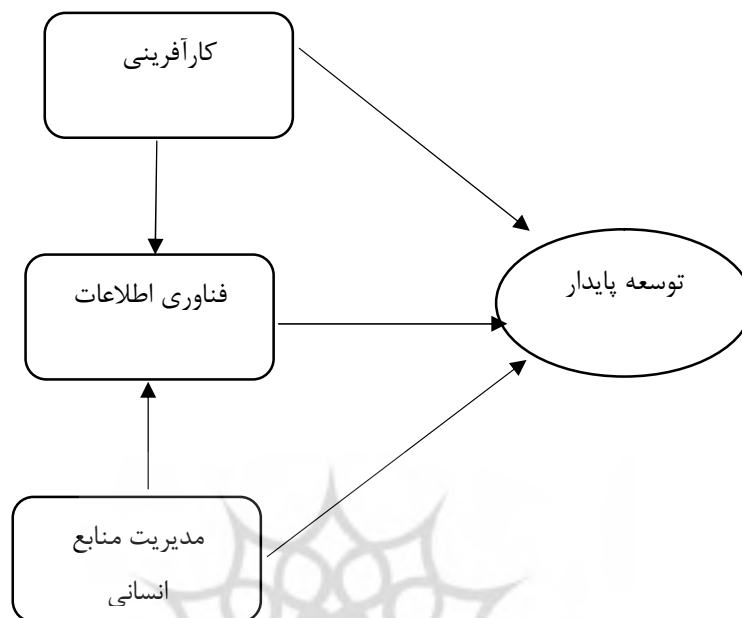 کارآفرینی
فناوری اطلاعات
توسعه پایدار
مدیریت منابع
انسانی